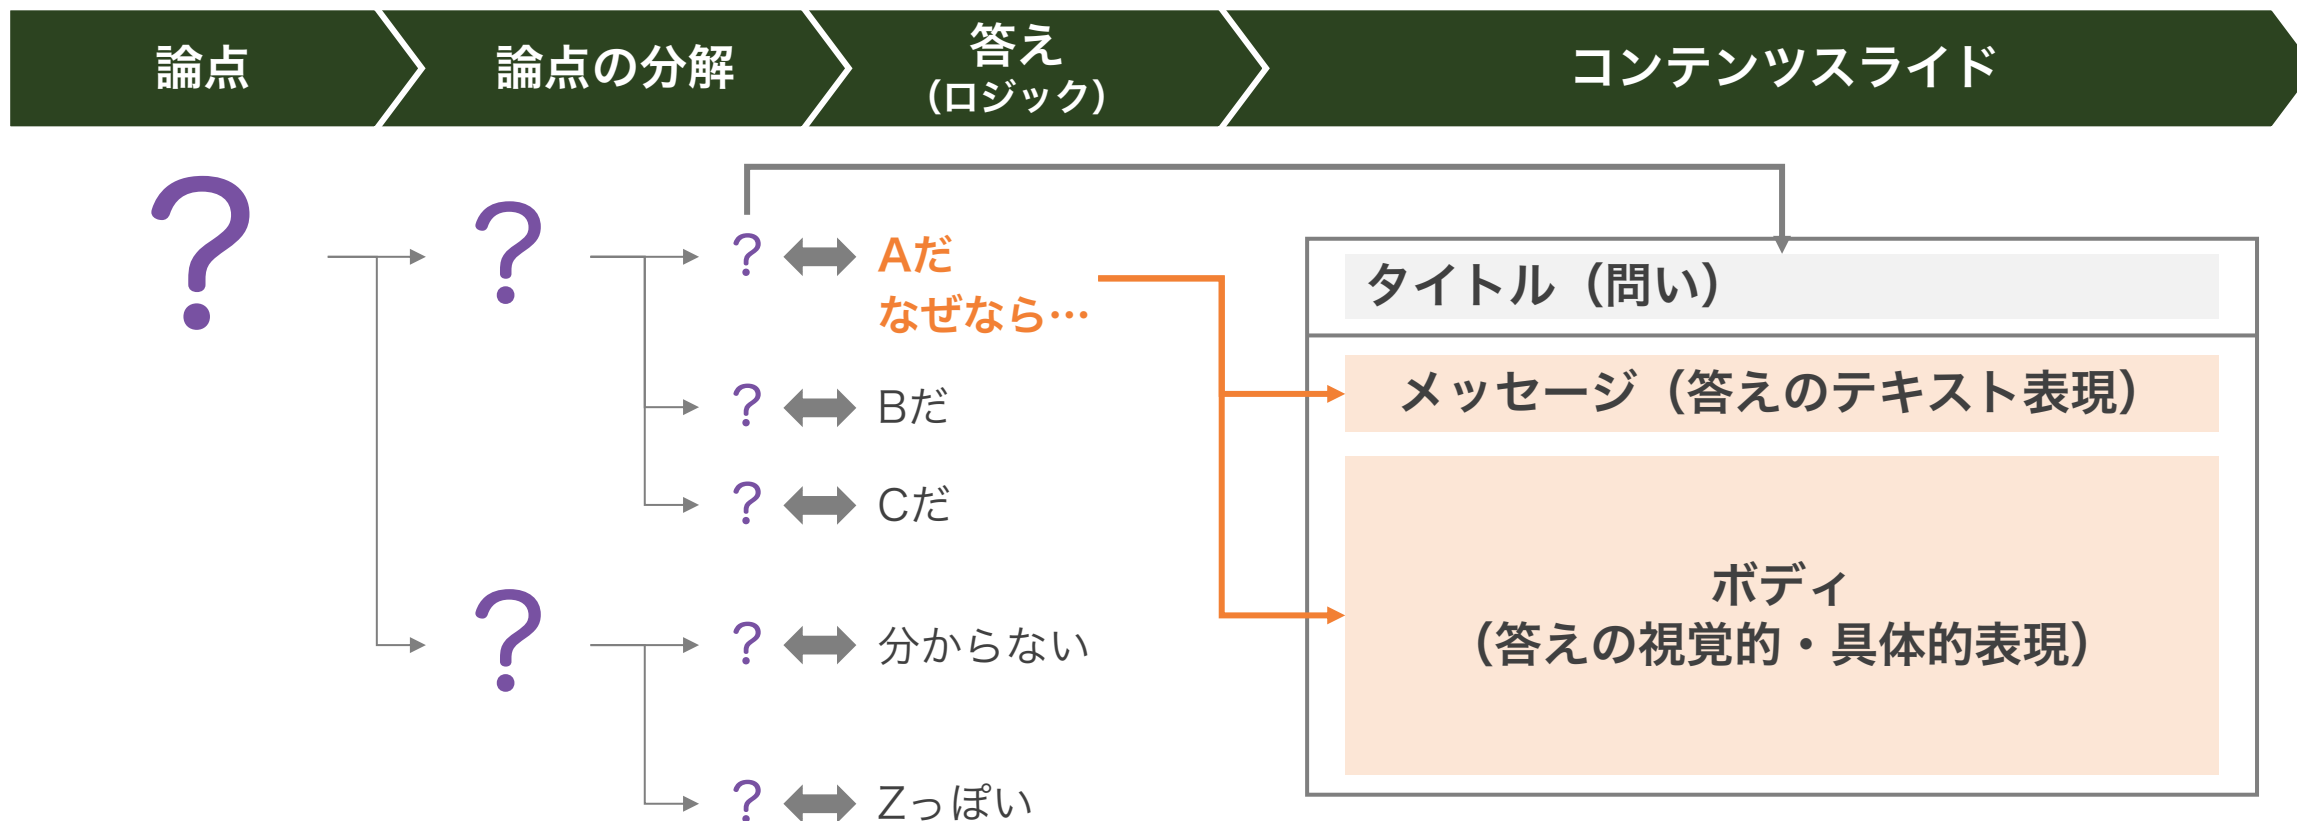 論点
論点の分解
答え
（ロジック）
コンテンツスライド
?
?
?
Aだ
なぜなら…
?
Bだ
?
Cだ
?
?
分からない
?
Zっぽい
タイトル（問い）
メッセージ（答えのテキスト表現）
ボディ
（答えの視覚的・具体的表現）